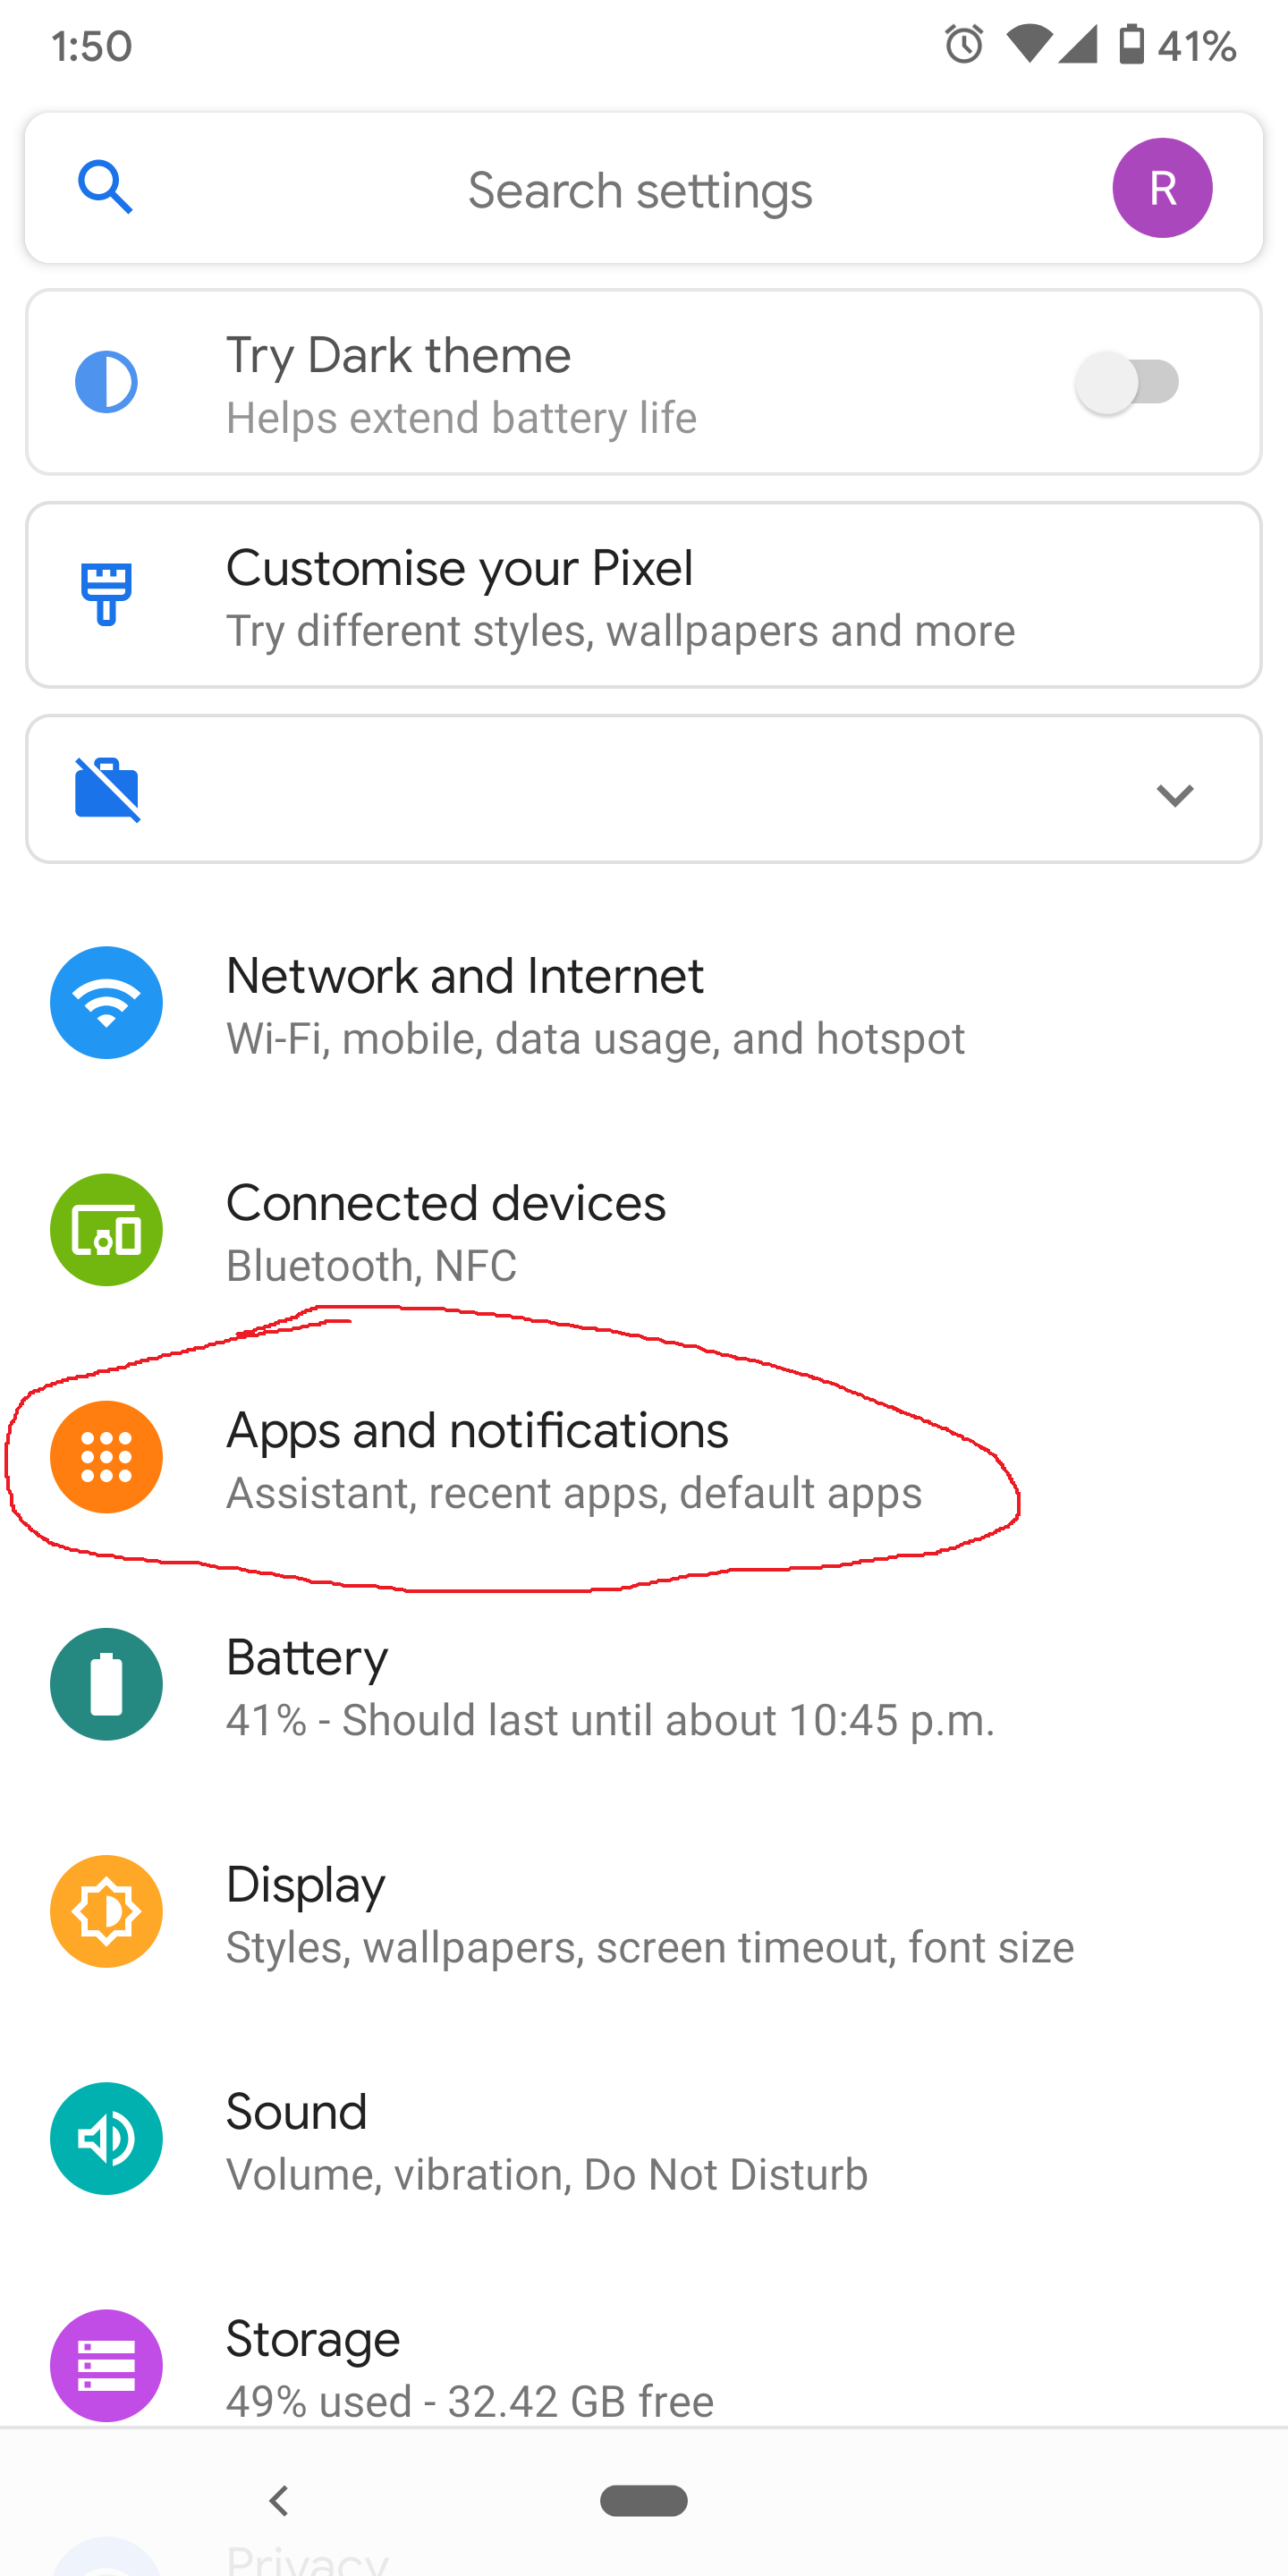 1:50
41%
Search settings
R
Try Dark theme
Helps extend battery life
Customise your Pixel
Try different styles, wallpapers and more
Network and Internet
Wi-Fi, mobile, data usage, and hotspot
Connected devices
Bluetooth, NFC
Apps and notifications
Assistant, recent apps, default apps
Battery
41% - Should last until about 10:45 p.m.
Display
Styles, wallpapers, screen timeout, font size
Sound
Volume, vibration, Do Not Disturb
Storage
49% used - 32.42 GB free
Privacy